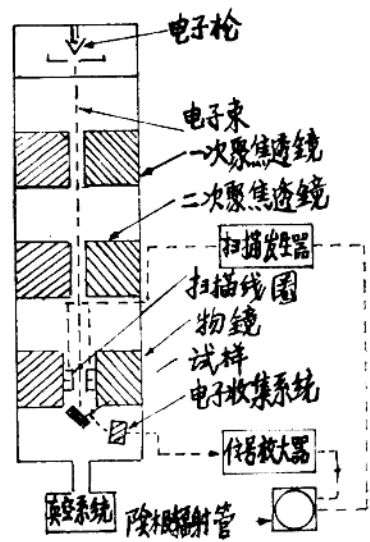 电子枪
电子束
一次聚焦透镜
二次聚焦透镜
扫描发生器
扫描线圈
物镜
试样
电子收集系统
信号放大器
真空系统
除极辐射管